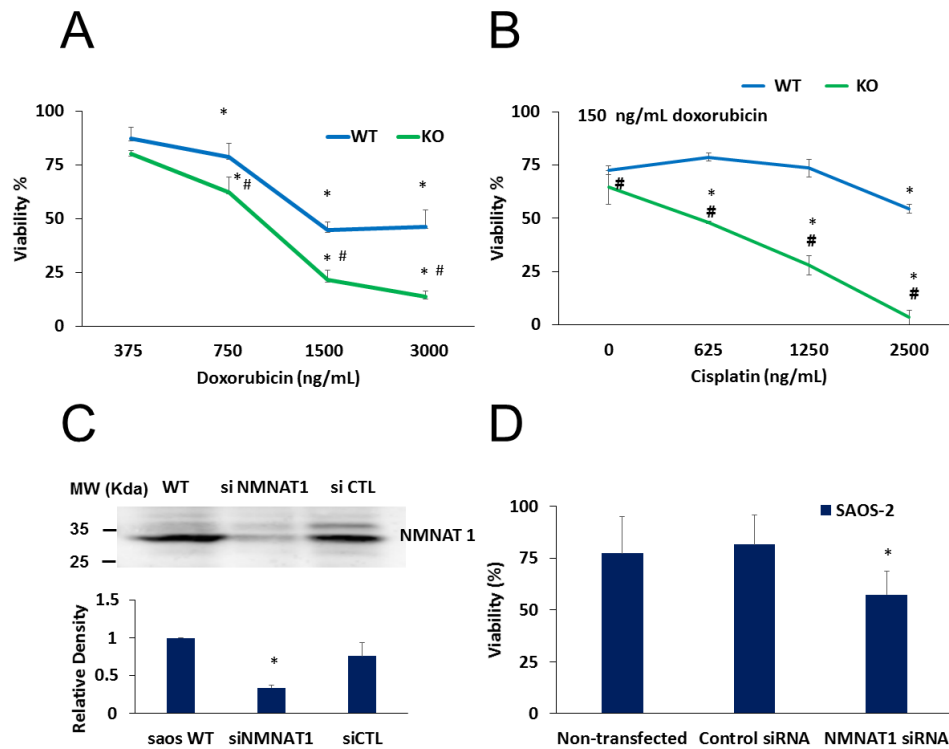 A
100
75
50
25
0
Viability %
WT KO
*
* #
*
* #
*
* #
375 750 1500 3000
Doxorubicin (ng/mL)
B
WT KO
150 ng/mL doxorubicin
100
75
50
25
0
Viability %
#
*
#
*
#
*
*
#
0 625 1250 2500
Cisplatin (ng/mL)
C
MW (Kda) WT si NMNAT1 si CTL
35
25
NMNAT 1
1.5
1
0.5
0
Relative Density
*
saos WT siNMNAT1 siCTL
D
SAOS-2
100
75
50
25
0
Viability (%)
*
Non-transfected Control siRNA NMNAT1 siRNA